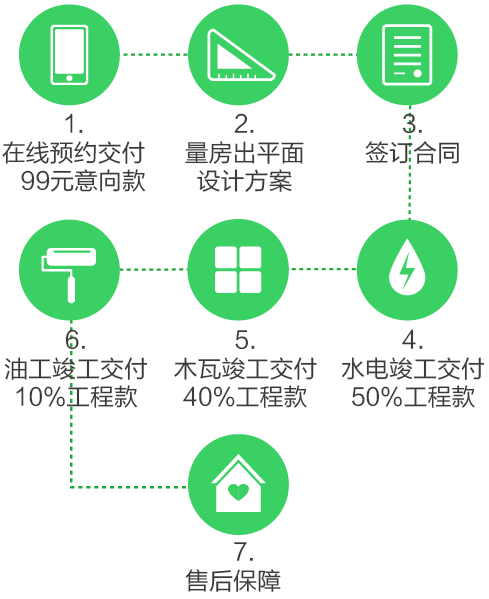 1.
在线预约交付
99元意向款
2.
量房出平面
设计方案
3.
签订合同
4.
水电竣工交付
50%工程款
5.
木瓦竣工交付
40%工程款
6.
油工竣工交付
10%工程款
7.
售后保障